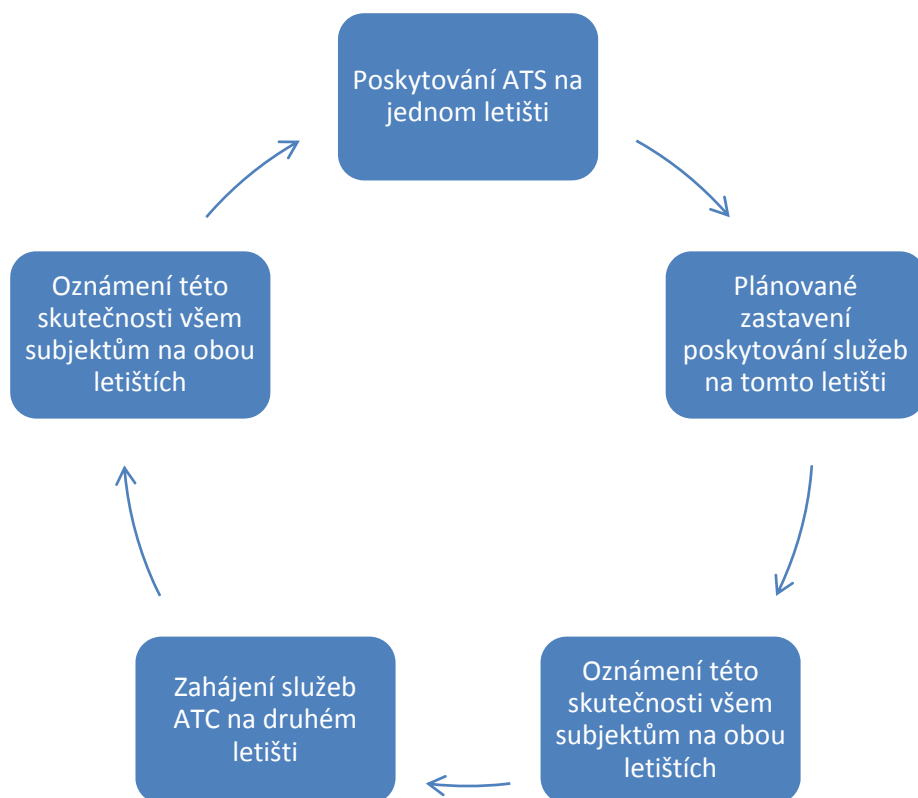 Poskytování ATS na
jednom letišti
Plánované
zastavení
poskytování služeb
na tomto letišti
Oznámení této
skutečnosti všem
subjektům na obou
letištích
Zahájení služeb
ATC na druhém
letišti
Oznámení této
skutečnosti všem
subjektům na obou
letištích